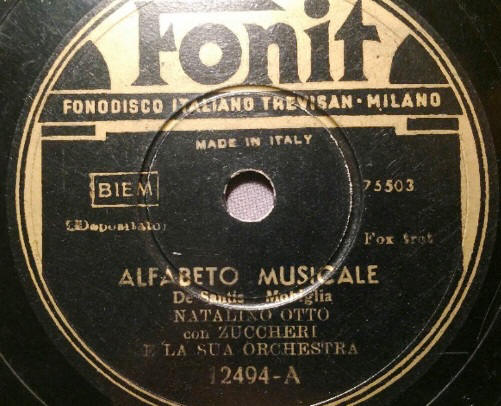 Fonit
FONODISCO ITALIANO TREVISAN · MILANO
MADE IN ITALY
BIEM
75503
(Depositato)
Fox trot
ALFABETO MUSICALE
De Santis - Mobiglia
NATALINO OTTO
con ZUCCHERI
E LA SUA ORCHESTRA
12494-A